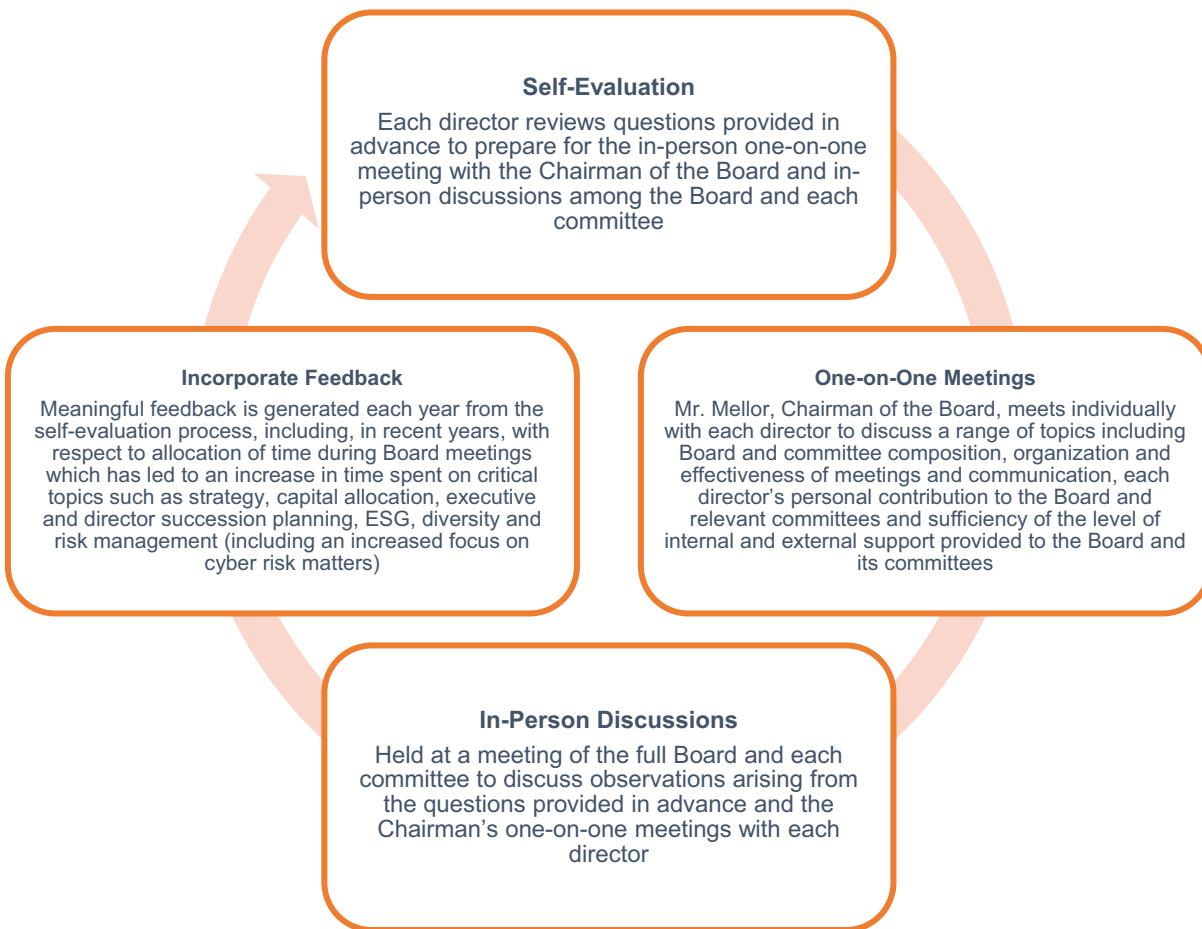 Self-Evaluation
Each director reviews questions provided in
advance to prepare for the in-person one-on-one
meeting with the Chairman of the Board and in-
person discussions among the Board and each
committee
One-on-One Meetings
Mr. Mellor, Chairman of the Board, meets individually
with each director to discuss a range of topics including
Board and committee composition, organization and
effectiveness of meetings and communication, each
director's personal contribution to the Board and
relevant committees and sufficiency of the level of
internal and external support provided to the Board and
its committees
In-Person Discussions
Held at a meeting of the full Board and each
committee to discuss observations arising from
the questions provided in advance and the
Chairman's one-on-one meetings with each
director
Incorporate Feedback
Meaningful feedback is generated each year from the
self-evaluation process, including, in recent years, with
respect to allocation of time during Board meetings
which has led to an increase in time spent on critical
topics such as strategy, capital allocation, executive
and director succession planning, ESG, diversity and
risk management (including an increased focus on
cyber risk matters)